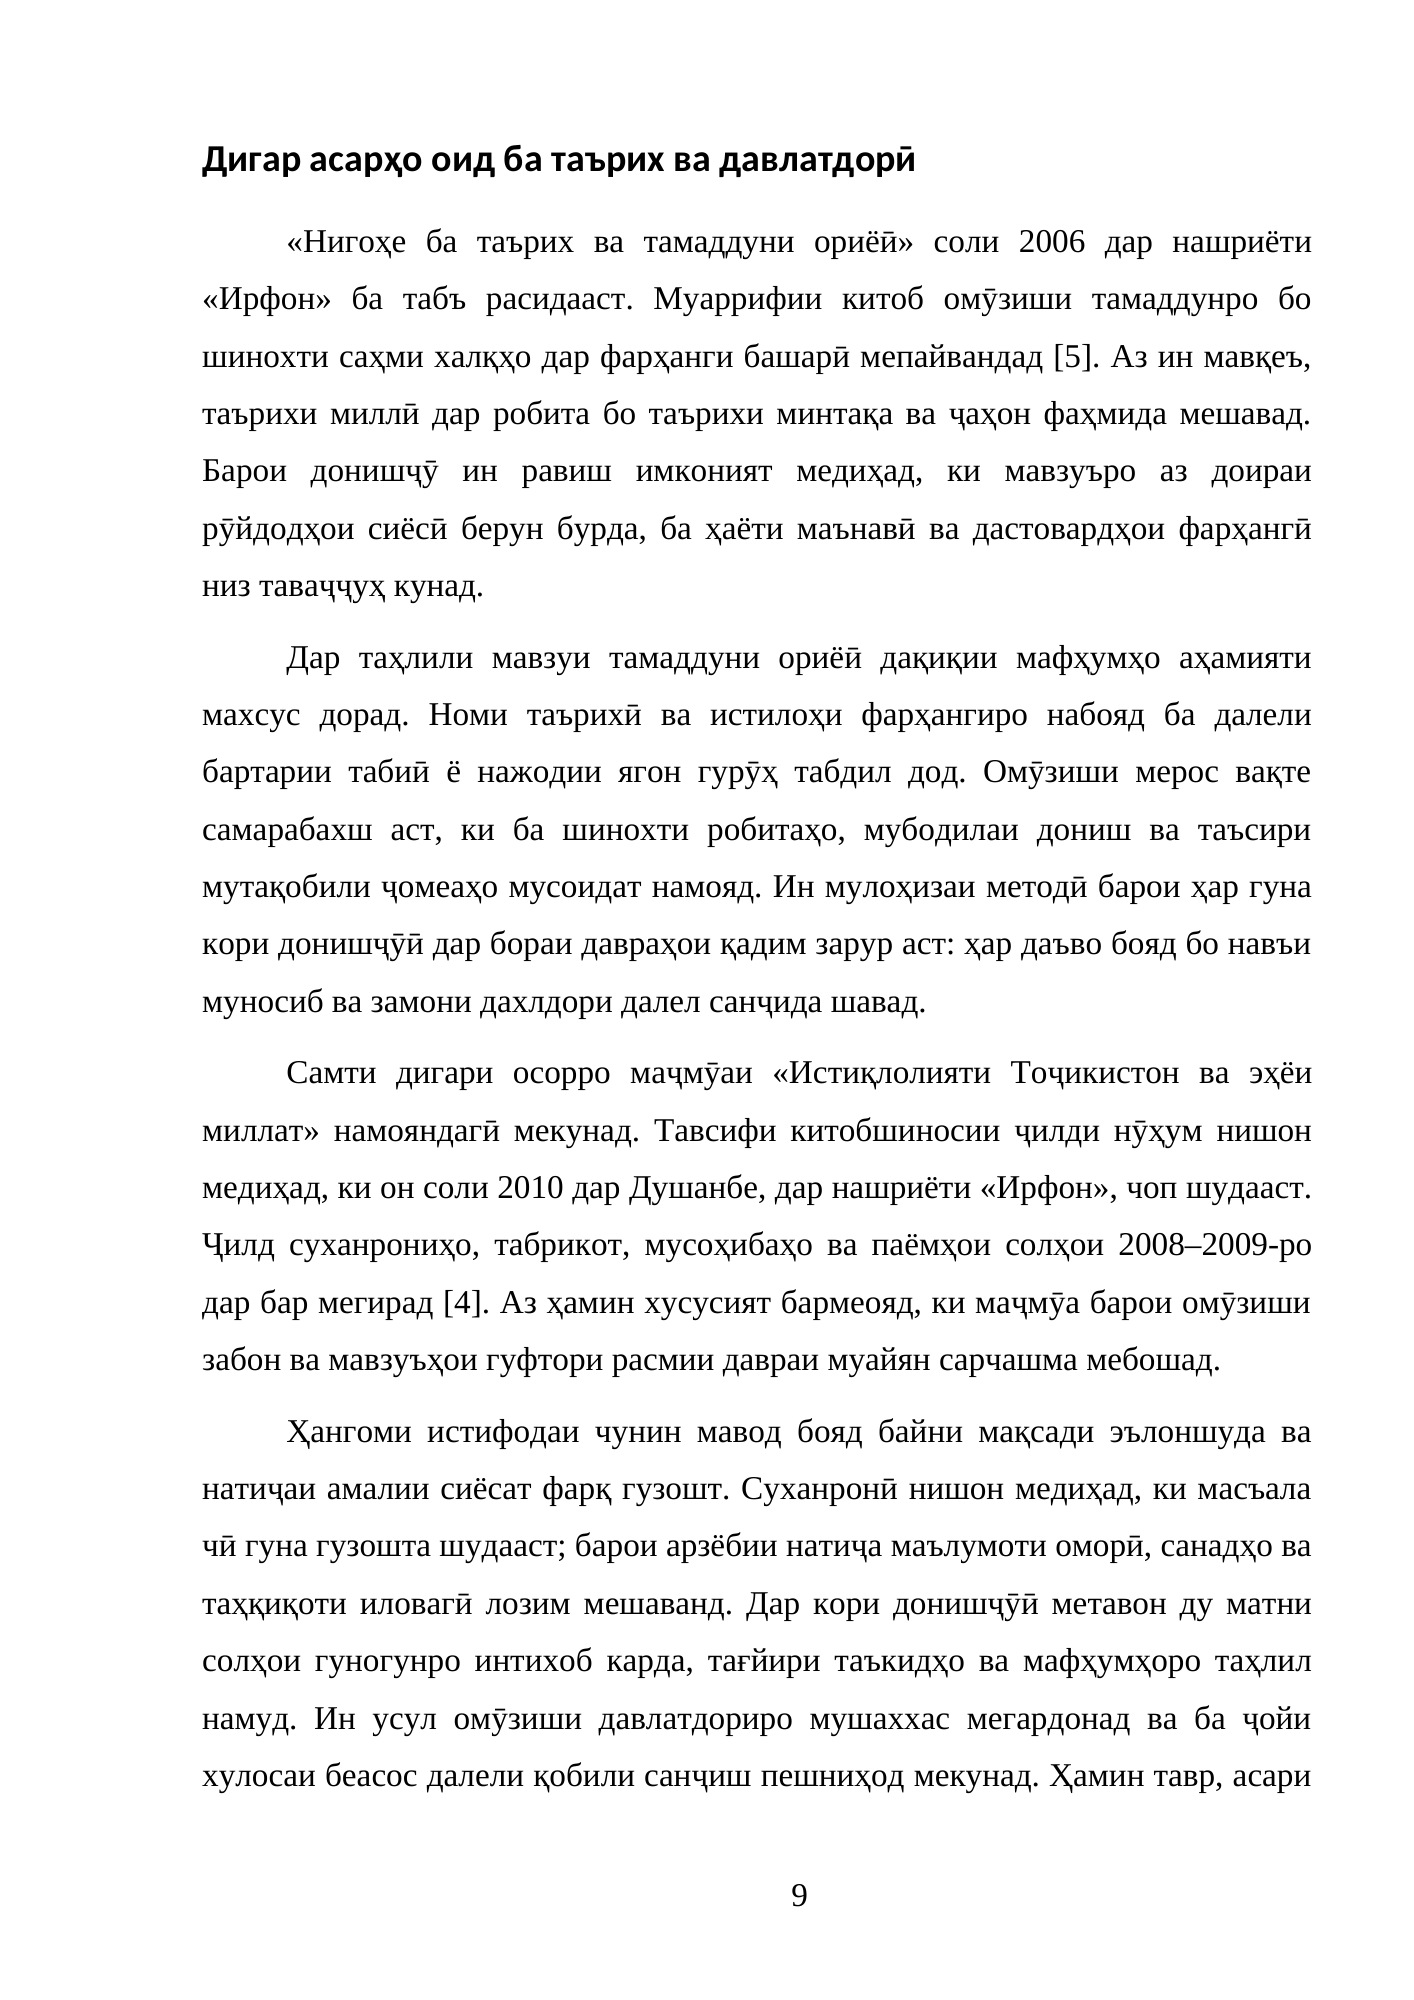 Дигар асарҳо оид ба таърих ва давлатдорӣ
«Нигоҳе ба таърих ва тамаддуни ориёӣ» соли 2006 дар нашриёти
«Ирфон» ба табъ расидааст. Муаррифии китоб омӯзиши тамаддунро бо
шинохти саҳми халқҳо дар фарҳанги башарӣ мепайвандад [5]. Аз ин мавқеъ,
таърихи миллӣ дар робита бо таърихи минтақа ва ҷаҳон фаҳмида мешавад.
Барои донишҷӯ ин равиш имконият медиҳад, ки мавзуъро аз доираи
рӯйдодҳои сиёсӣ берун бурда, ба ҳаёти маънавӣ ва дастовардҳои фарҳангӣ
низ таваҷҷуҳ кунад.
Дар таҳлили мавзуи тамаддуни ориёӣ дақиқии мафҳумҳо аҳамияти
махсус дорад. Номи таърихӣ ва истилоҳи фарҳангиро набояд ба далели
бартарии табиӣ ё нажодии ягон гурӯҳ табдил дод. Омӯзиши мерос вақте
самарабахш аст, ки ба шинохти робитаҳо, мубодилаи дониш ва таъсири
мутақобили ҷомеаҳо мусоидат намояд. Ин мулоҳизаи методӣ барои ҳар гуна
кори донишҷӯӣ дар бораи давраҳои қадим зарур аст: ҳар даъво бояд бо навъи
муносиб ва замони дахлдори далел санҷида шавад.
Самти дигари осорро маҷмӯаи «Истиқлолияти Тоҷикистон ва эҳёи
миллат» намояндагӣ мекунад. Тавсифи китобшиносии ҷилди нӯҳум нишон
медиҳад, ки он соли 2010 дар Душанбе, дар нашриёти «Ирфон», чоп шудааст.
Ҷилд суханрониҳо, табрикот, мусоҳибаҳо ва паёмҳои солҳои 2008–2009-ро
дар бар мегирад [4]. Аз ҳамин хусусият бармеояд, ки маҷмӯа барои омӯзиши
забон ва мавзуъҳои гуфтори расмии давраи муайян сарчашма мебошад.
Ҳангоми истифодаи чунин мавод бояд байни мақсади эълоншуда ва
натиҷаи амалии сиёсат фарқ гузошт. Суханронӣ нишон медиҳад, ки масъала
чӣ гуна гузошта шудааст; барои арзёбии натиҷа маълумоти оморӣ, санадҳо ва
таҳқиқоти иловагӣ лозим мешаванд. Дар кори донишҷӯӣ метавон ду матни
солҳои гуногунро интихоб карда, тағйири таъкидҳо ва мафҳумҳоро таҳлил
намуд. Ин усул омӯзиши давлатдориро мушаххас мегардонад ва ба ҷойи
хулосаи беасос далели қобили санҷиш пешниҳод мекунад. Ҳамин тавр, асари
9